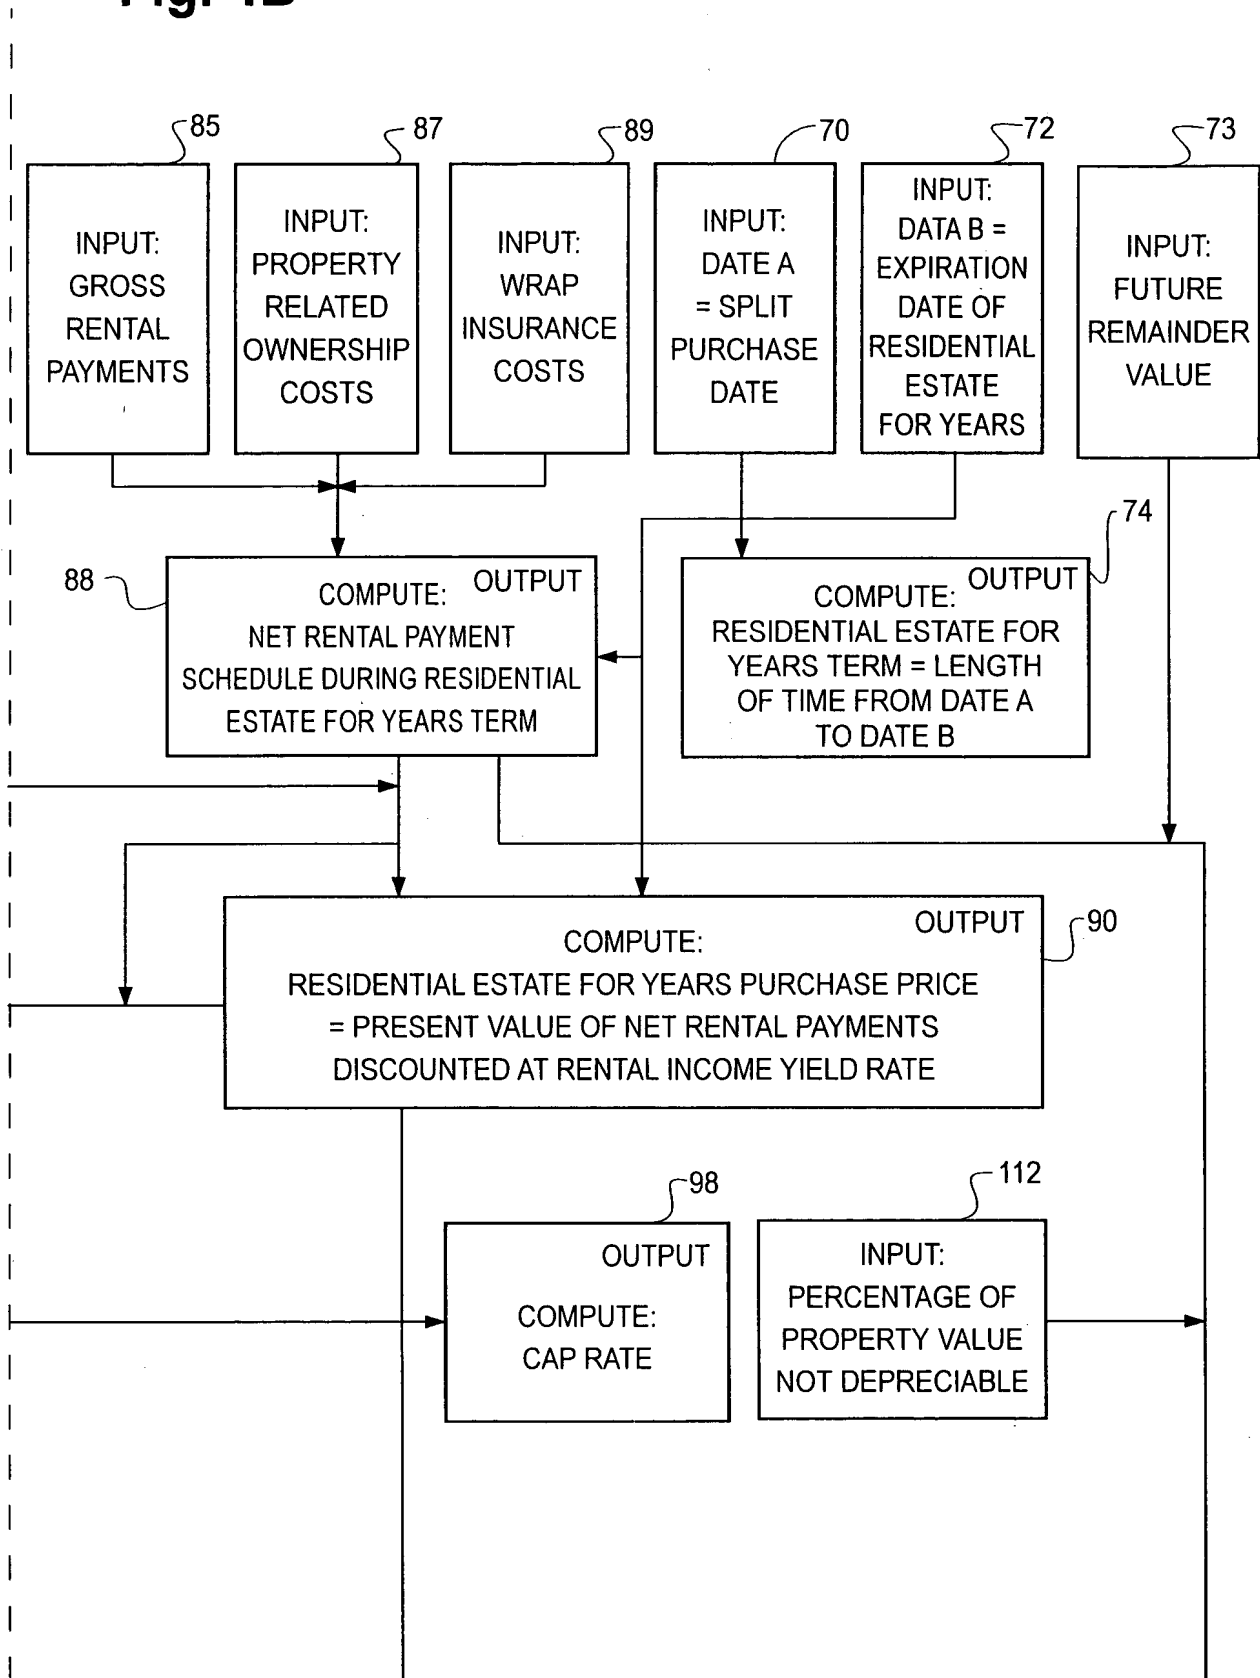 85
87
89
70
72
73
INPUT:
GROSS
RENTAL
PAYMENTS
INPUT:
PROPERTY
RELATED
OWNERSHIP
COSTS
INPUT:
WRAP
INSURANCE
COSTS
INPUT:
DATE A
= SPLIT
PURCHASE
DATE
INPUT:
DATA B =
EXPIRATION
DATE OF
RESIDENTIAL
ESTATE
FOR YEARS
INPUT:
FUTURE
REMAINDER
VALUE
88
OUTPUT
COMPUTE:
NET RENTAL PAYMENT
SCHEDULE DURING RESIDENTIAL
ESTATE FOR YEARS TERM
74
OUTPUT
COMPUTE:
RESIDENTIAL ESTATE FOR
YEARS TERM = LENGTH
OF TIME FROM DATE A
TO DATE B
90
OUTPUT
COMPUTE:
RESIDENTIAL ESTATE FOR YEARS PURCHASE PRICE
= PRESENT VALUE OF NET RENTAL PAYMENTS
DISCOUNTED AT RENTAL INCOME YIELD RATE
98
OUTPUT
COMPUTE:
CAP RATE
112
INPUT:
PERCENTAGE OF
PROPERTY VALUE
NOT DEPRECIABLE